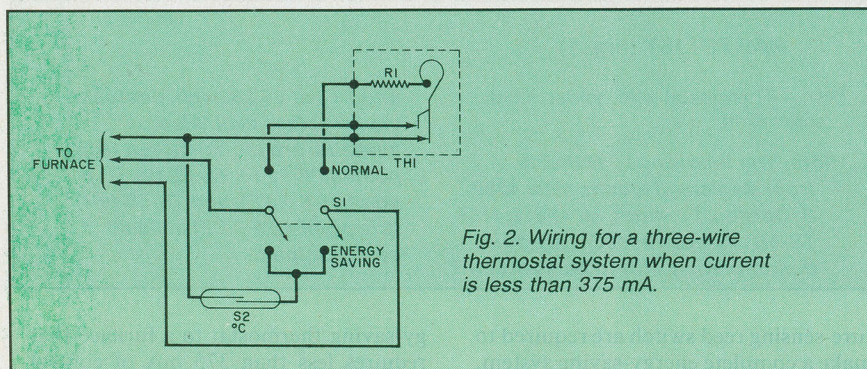 R1
TH1
TO
FURNACE
NORMAL
S1
ENERGY
SAVING
S2
°C
Fig. 2. Wiring for a three-wire
thermostat system when current
is less than 375 mA.